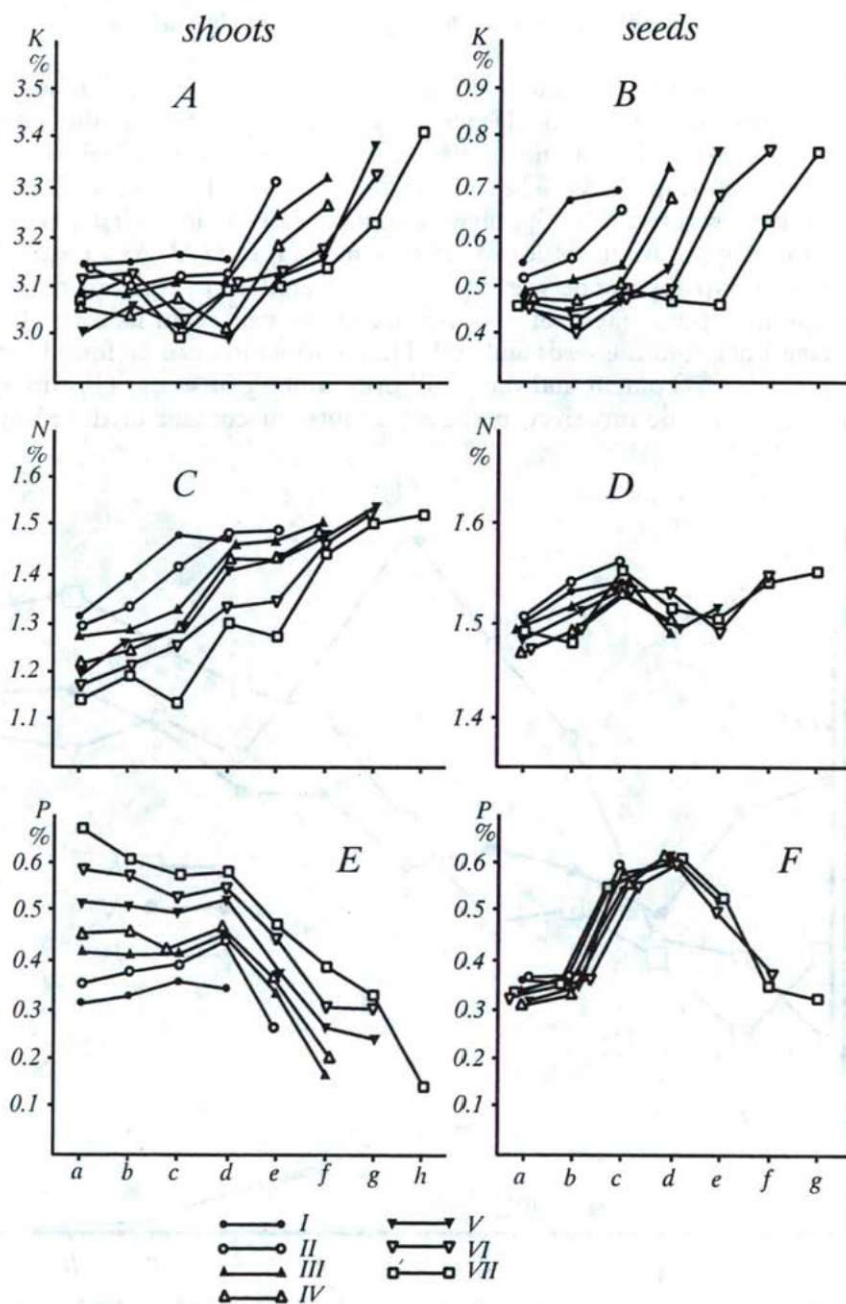 shoots
seeds
K
%
3.5
3.4
3.3
3.2
3.1
3.0
A
K
%
0.9
0.8
0.7
0.6
0.5
0.4
B
N
%
1.6
1.5
1.4
1.3
1.2
1.1
C
N
%
1.6
1.5
1.4
D
P
%
0.6
0.5
0.4
0.3
0.2
0.1
E
a b c d e f g h
P
%
0.6
0.5
0.4
0.3
0.2
0.1
F
a b c d e f g
I
II
III
IV
V
VI
VII